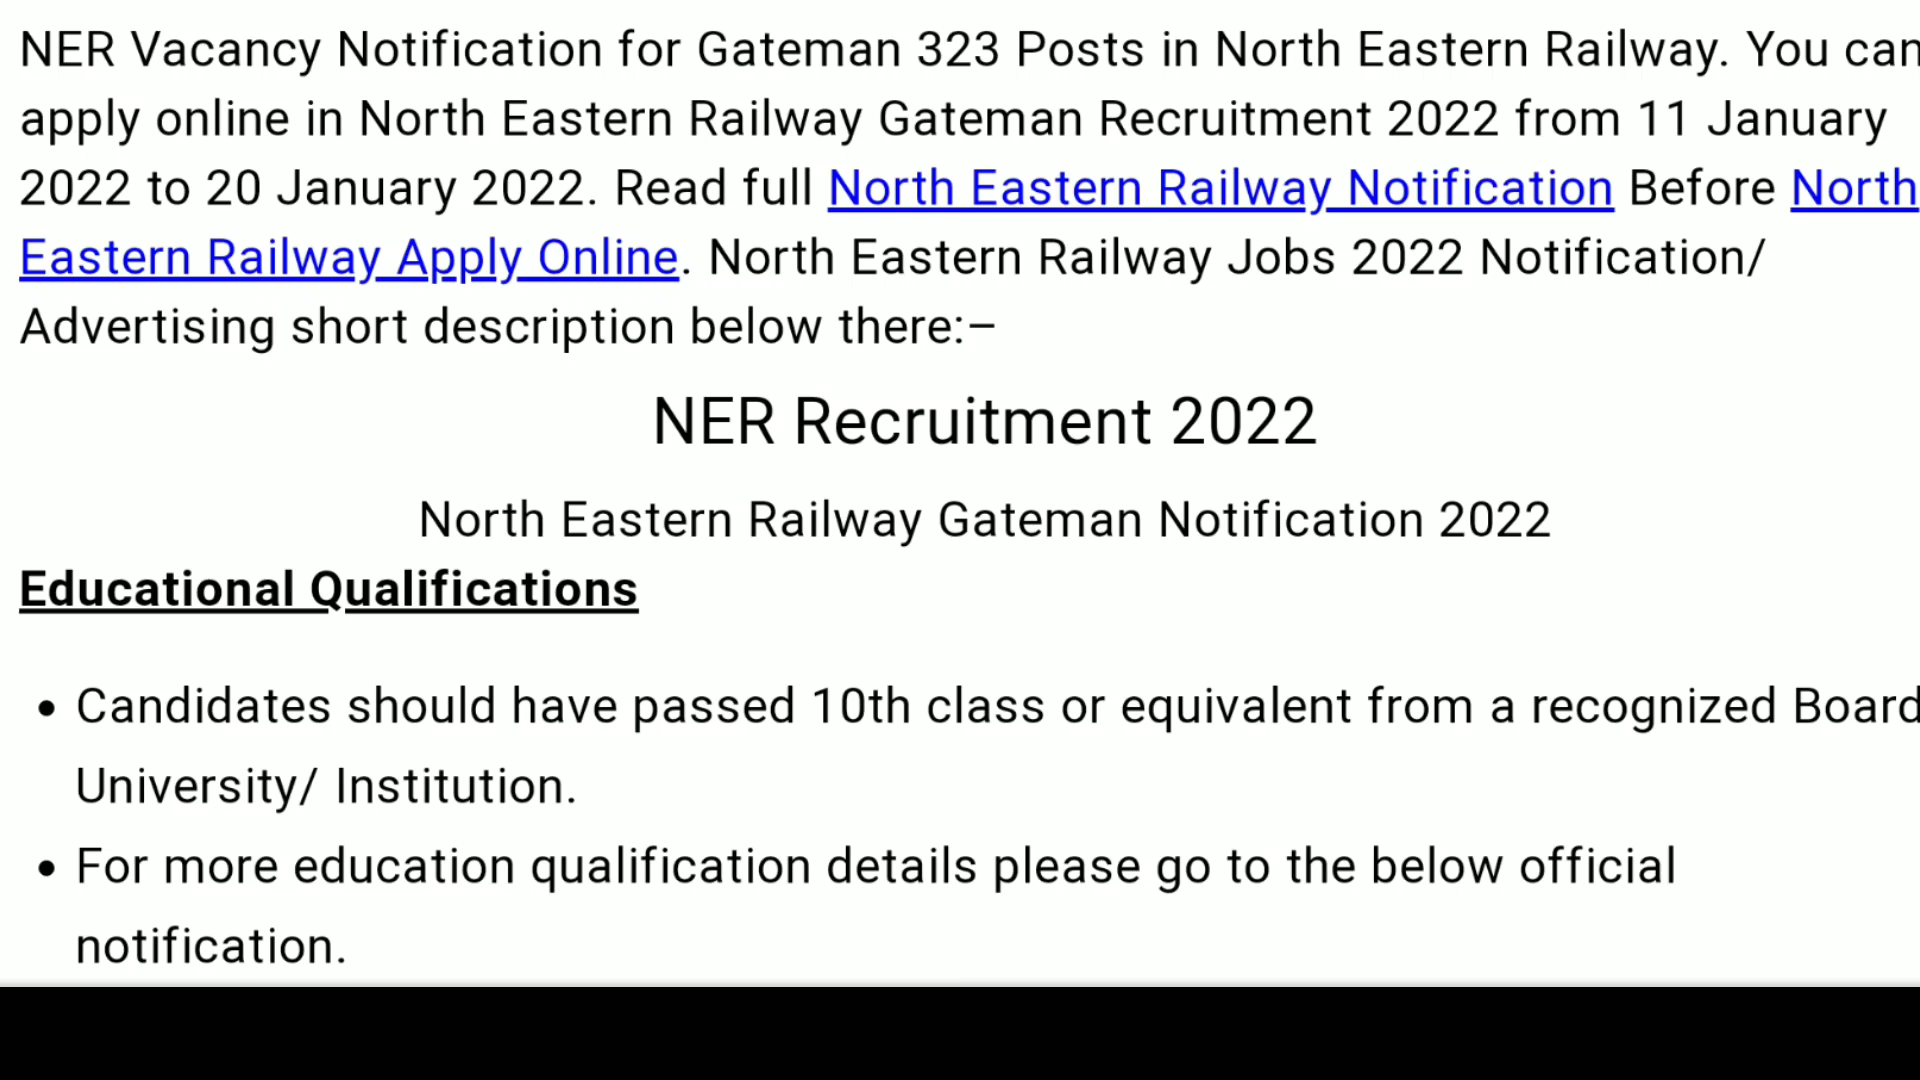 NER Vacancy Notification for Gateman 323 Posts in North Eastern Railway. You can
apply online in North Eastern Railway Gateman Recruitment 2022 from 11 January
2022 to 20 January 2022. Read full North Eastern Railway Notification Before North
Eastern Railway Apply Online. North Eastern Railway Jobs 2022 Notification/
Advertising short description below there:–
NER Recruitment 2022
North Eastern Railway Gateman Notification 2022
Educational Qualifications
• Candidates should have passed 10th class or equivalent from a recognized Board
University/ Institution.
• For more education qualification details please go to the below official
notification.